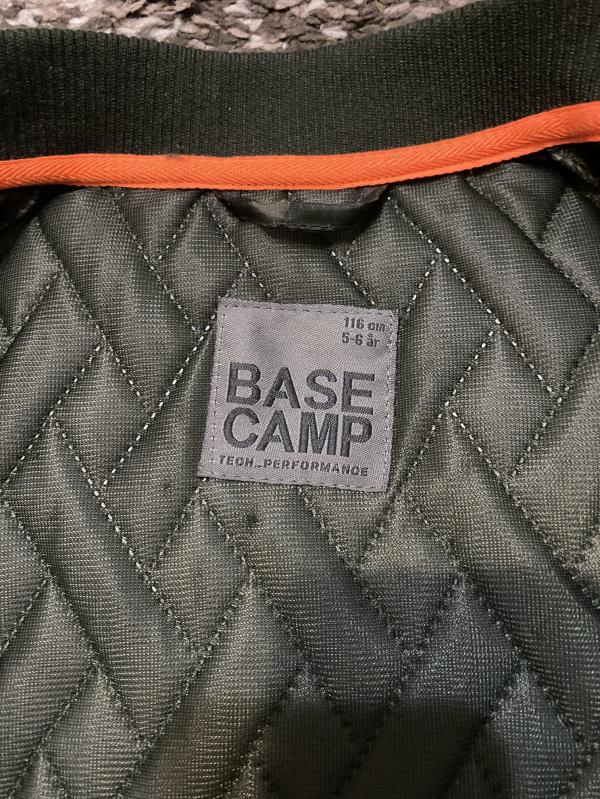 116 cm
5-6 år
BASE
CAMP
TECH_PERFORMANCE